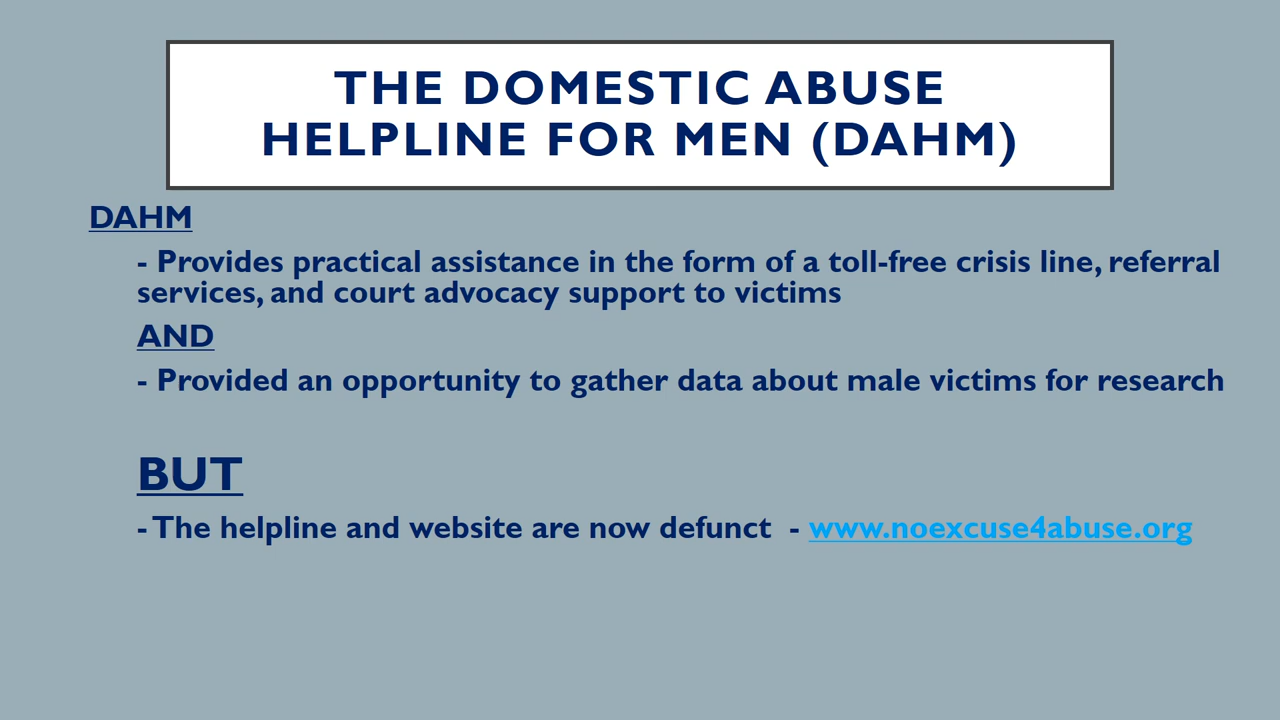 THE DOMESTIC ABUSE
HELPLINE FOR MEN (DAHM)
DAHM
- Provides practical assistance in the form of a toll-free crisis line, referral
services, and court advocacy support to victims
AND
- Provided an opportunity to gather data about male victims for research
BUT
- The helpline and website are now defunct - www.noexcuse4abuse.org